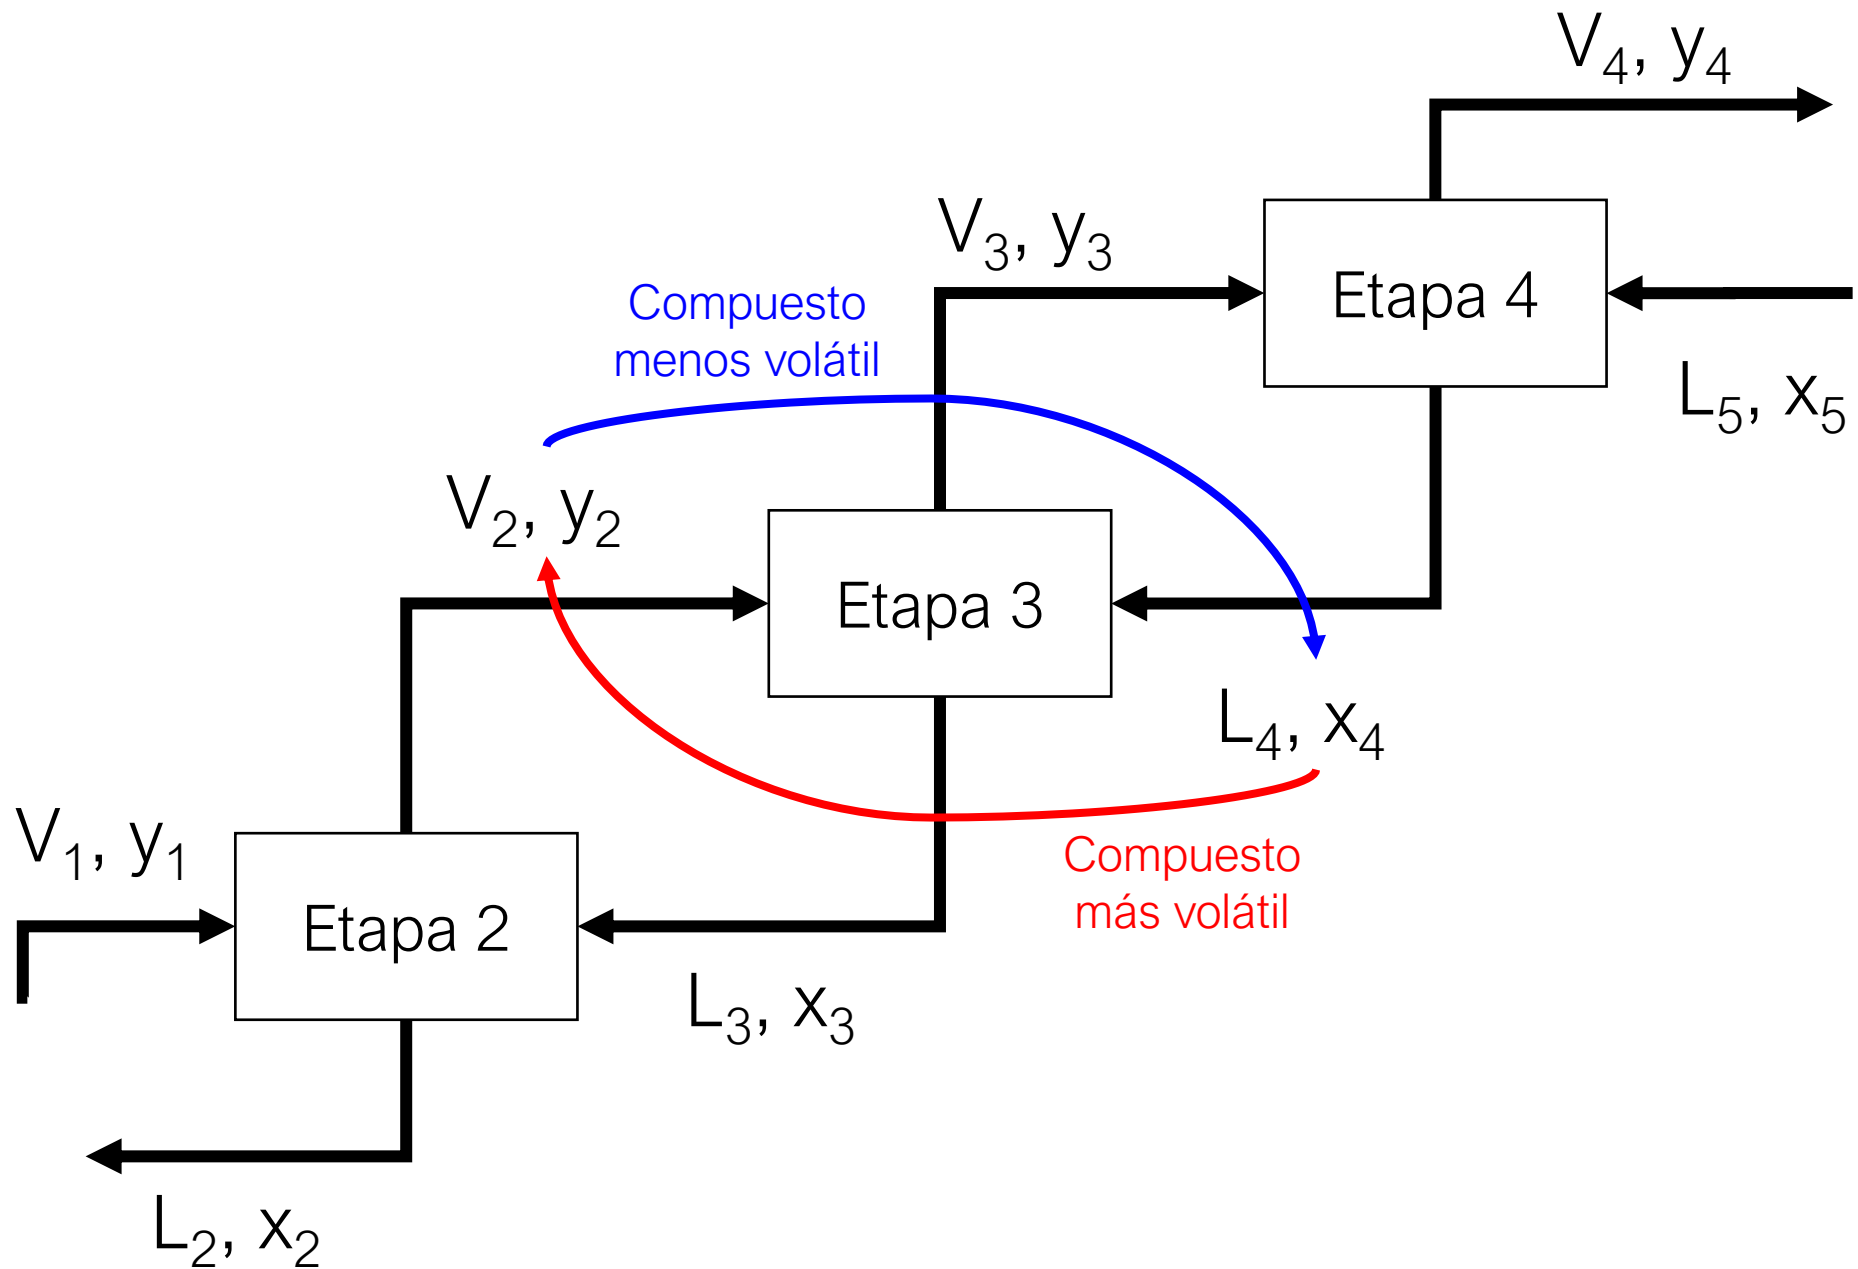 V₄, y₄
V₃, y₃
Etapa 4
Compuesto
menos volátil
L₅, x₅
V₂, y₂
Etapa 3
L₄, x₄
V₁, y₁
Compuesto
más volátil
Etapa 2
L₃, x₃
L₂, x₂